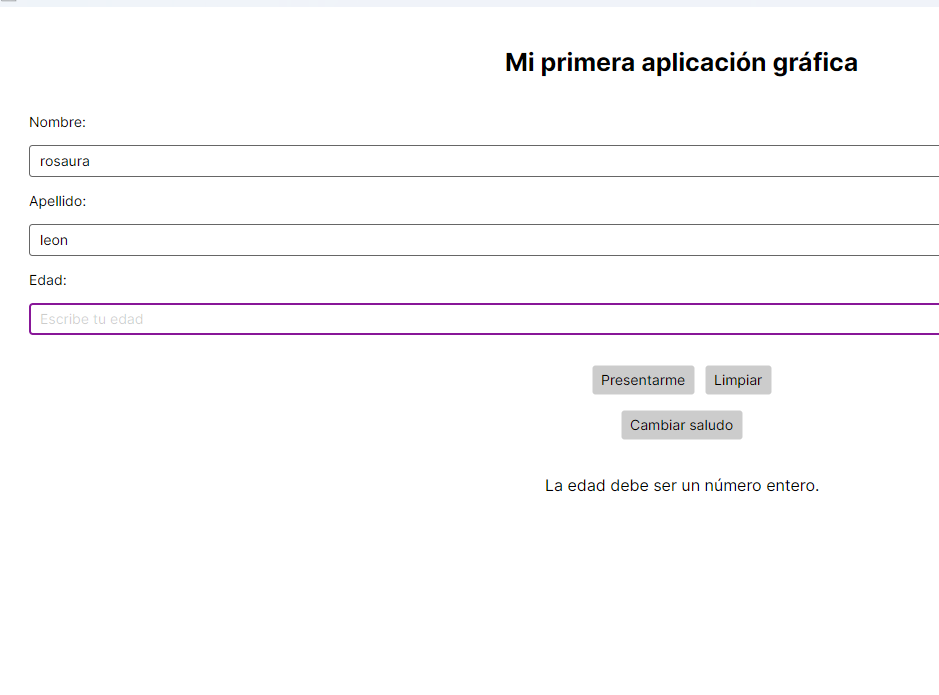 Mi primera aplicación gráfica
Nombre:
rosaura
Apellido:
leon
Edad:
Escribe tu edad
Presentarme Limpiar
Cambiar saludo
La edad debe ser un número entero.